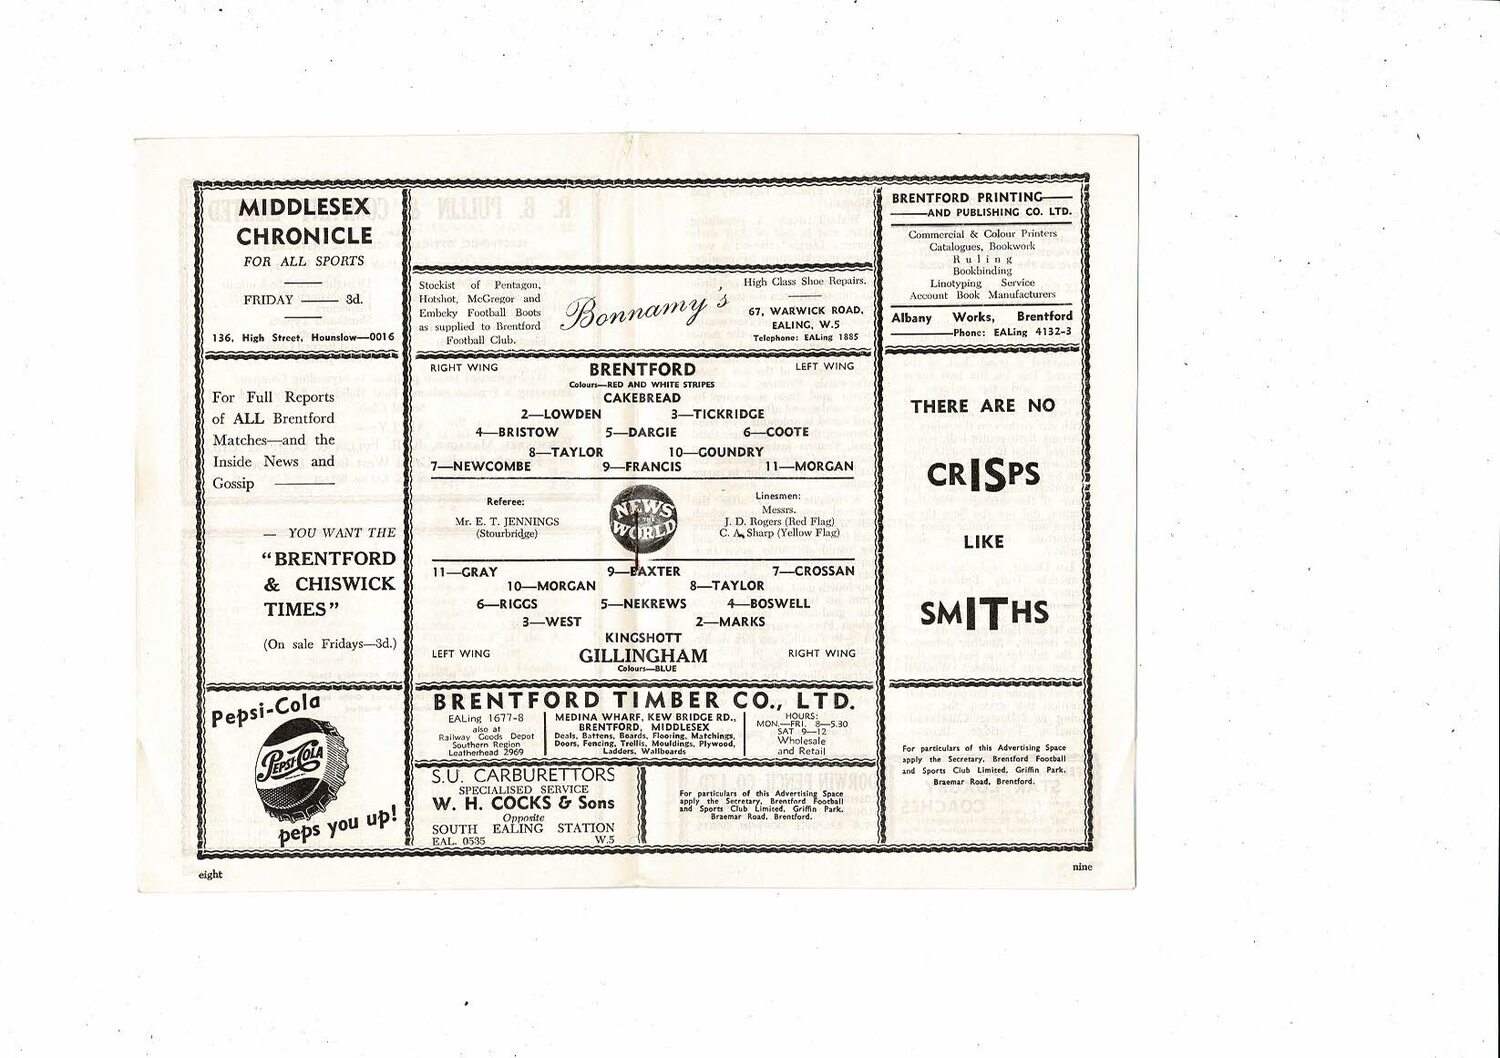 MIDDLESEX
CHRONICLE
FOR ALL SPORTS
FRIDAY —— 3d.
136, High Street, Hounslow—0016
For Full Reports
of ALL Brentford
Matches—and the
Inside News and
Gossip ————
— YOU WANT THE
"BRENTFORD
& CHISWICK
TIMES"
(On sale Fridays—3d.)
Pepsi-Cola
PEPSI-COLA
peps you up!
Stockist of Pentagon,
Hotshot, McGregor and
Embeky Football Boots
as supplied to Brentford
Football Club.
Bonnamy's
High Class Shoe Repairs.
67, WARWICK ROAD,
EALING, W.5
Telephone: EALing 1885
RIGHT WING BRENTFORD LEFT WING
Colours—RED AND WHITE STRIPES
CAKEBREAD
2—LOWDEN 3—TICKRIDGE
4—BRISTOW 5—DARGIE 6—COOTE
8—TAYLOR 10—GOUNDRY
7—NEWCOMBE 9—FRANCIS 11—MORGAN
Referee:
Mr. E. T. JENNINGS
(Stourbridge)
NEWS
WORLD
Linesmen:
Messrs.
J. D. Rogers (Red Flag)
C. A. Sharp (Yellow Flag)
11—GRAY 9—BAXTER 7—CROSSAN
10—MORGAN 8—TAYLOR
6—RIGGS 5—NEKREWS 4—BOSWELL
3—WEST 2—MARKS
KINGSHOTT
LEFT WING GILLINGHAM RIGHT WING
Colours—BLUE
BRENTFORD TIMBER CO., LTD.
EALing 1677-8
also at
Railway Goods Depot
Southern Region
Leatherhead 2969
MEDINA WHARF, KEW BRIDGE RD.,
BRENTFORD, MIDDLESEX
Deals, Battens, Boards, Flooring, Matchings,
Doors, Fencing, Trellis, Mouldings, Plywood,
Ladders, Wallboards
HOURS:
MON.—FRI. 8—5.30
SAT 9—12
Wholesale
and Retail
S.U. CARBURETTORS
SPECIALISED SERVICE
W. H. COCKS & Sons
Opposite
SOUTH EALING STATION
EAL. 0535 W.5
For particulars of this Advertising Space
apply the Secretary, Brentford Football
and Sports Club Limited, Griffin Park,
Braemar Road, Brentford.
BRENTFORD PRINTING——
——AND PUBLISHING CO. LTD.
Commercial & Colour Printers
Catalogues, Bookwork
Ruling
Bookbinding
Linotyping Service
Account Book Manufacturers
Albany Works, Brentford
——Phone: EALing 4132-3
THERE ARE NO
CRISPS
LIKE
SMITHS
For particulars of this Advertising Space
apply the Secretary, Brentford Football
and Sports Club Limited, Griffin Park,
Braemar Road, Brentford.
eight
nine